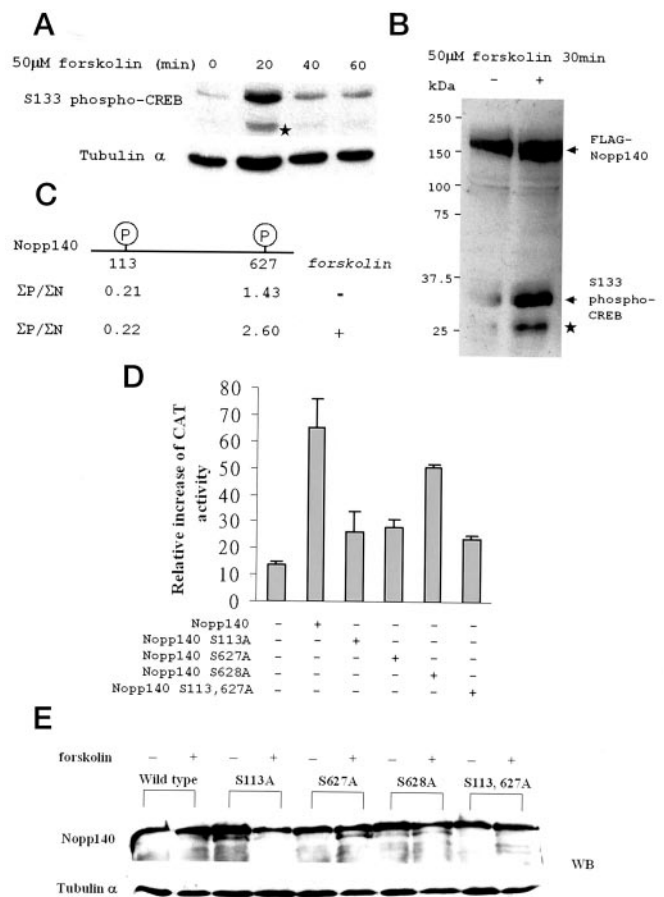 A
50μM forskolin (min) 0 20 40 60
S133 phospho-CREB
★
Tubulin α
B
50μM forskolin 30min
kDa - +
250
150
100
75
37.5
25
FLAG-
Nopp140
S133
phospho-
CREB
★
C
P P
Nopp140
113 627 forskolin
ΣP/ΣN 0.21 1.43 -
ΣP/ΣN 0.22 2.60 +
D
Relative increase of CAT
activity
80
70
60
50
40
30
20
10
0
Nopp140 - + - - - -
Nopp140 S113A - - + - - -
Nopp140 S627A - - - + - -
Nopp140 S628A - - - - + -
Nopp140 S113,627A - - - - - +
E
forskolin - + - + - + - + - +
Wild type S113A S627A S628A S113, 627A
Nopp140
WB
Tubulin α